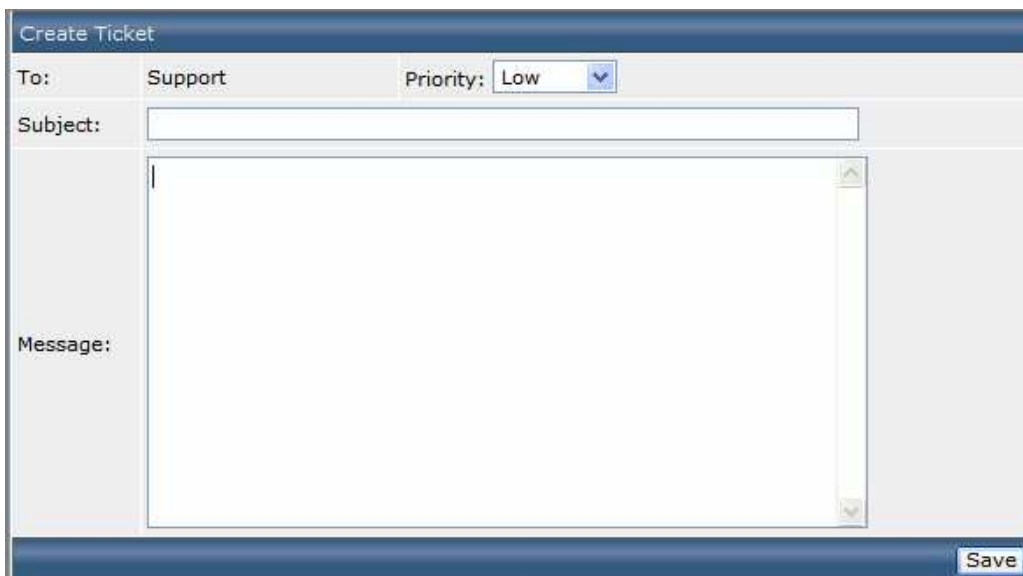 Create Ticket
To: Support Priority: Low
Subject:
Message:
Save